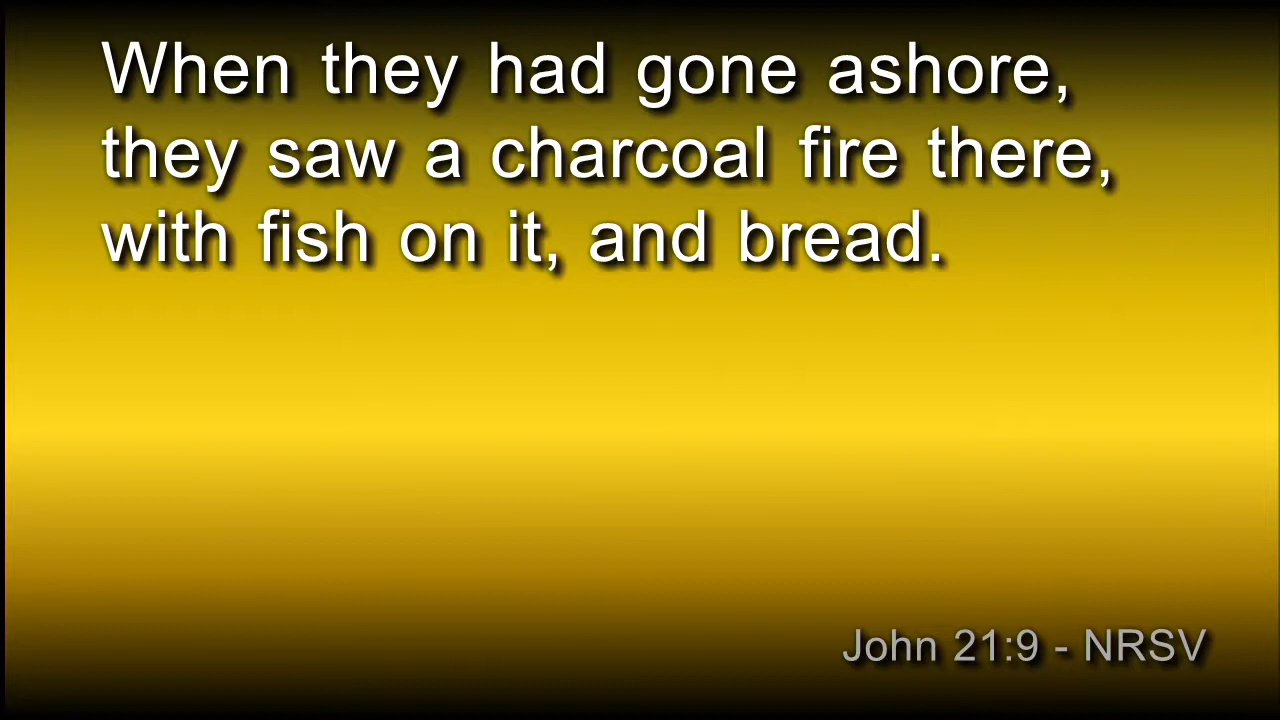 When they had gone ashore,
they saw a charcoal fire there,
with fish on it, and bread.
John 21:9 - NRSV